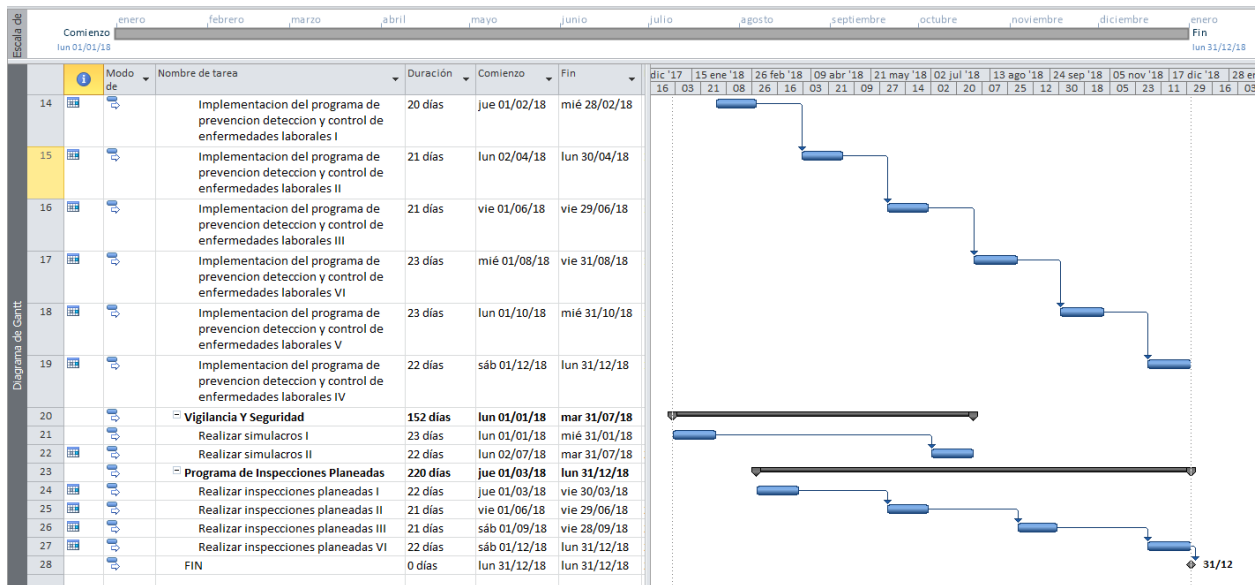 Escala de
enero febrero marzo abril mayo junio julio agosto septiembre octubre noviembre diciembre enero
Comienzo Fin
lun 01/01/18 lun 31/12/18
Diagrama de Gantt
Modo de Nombre de tarea Duración Comienzo Fin
dic '17 15 ene '18 26 feb '18 09 abr '18 21 may '18 02 jul '18 13 ago '18 24 sep '18 05 nov '18 17 dic '18 28 en
16 03 21 08 26 16 03 21 09 27 14 02 20 07 25 12 30 18 05 23 11 29 16 03
14 Implementacion del programa de 20 días jue 01/02/18 mié 28/02/18
prevencion deteccion y control de
enfermedades laborales I
15 Implementacion del programa de 21 días lun 02/04/18 lun 30/04/18
prevencion deteccion y control de
enfermedades laborales II
16 Implementacion del programa de 21 días vie 01/06/18 vie 29/06/18
prevencion deteccion y control de
enfermedades laborales III
17 Implementacion del programa de 23 días mié 01/08/18 vie 31/08/18
prevencion deteccion y control de
enfermedades laborales VI
18 Implementacion del programa de 23 días lun 01/10/18 mié 31/10/18
prevencion deteccion y control de
enfermedades laborales V
19 Implementacion del programa de 22 días sáb 01/12/18 lun 31/12/18
prevencion deteccion y control de
enfermedades laborales IV
20 Vigilancia Y Seguridad 152 días lun 01/01/18 mar 31/07/18
21 Realizar simulacros I 23 días lun 01/01/18 mié 31/01/18
22 Realizar simulacros II 22 días lun 02/07/18 mar 31/07/18
23 Programa de Inspecciones Planeadas 220 días jue 01/03/18 lun 31/12/18
24 Realizar inspecciones planeadas I 22 días jue 01/03/18 vie 30/03/18
25 Realizar inspecciones planeadas II 21 días vie 01/06/18 vie 29/06/18
26 Realizar inspecciones planeadas III 21 días sáb 01/09/18 vie 28/09/18
27 Realizar inspecciones planeadas VI 22 días sáb 01/12/18 lun 31/12/18
28 FIN 0 días lun 31/12/18 lun 31/12/18 31/12